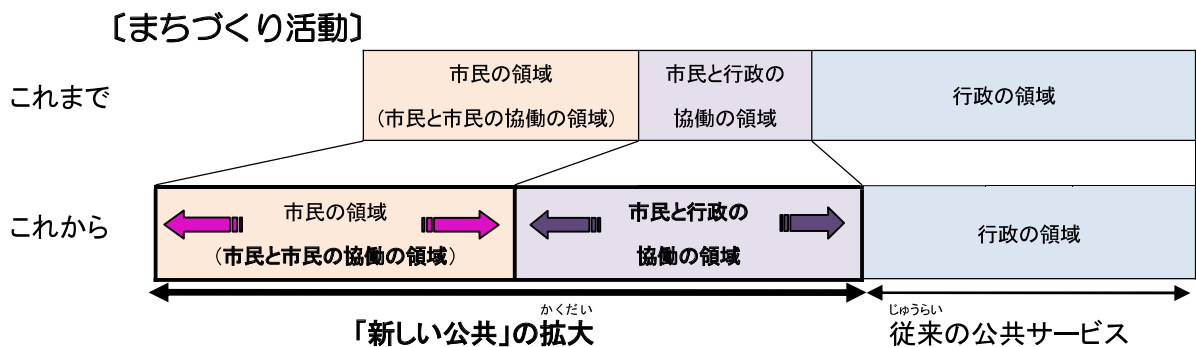 〔まちづくり活動〕
これまで
市民の領域
（市民と市民の協働の領域）
市民と行政の
協働の領域
行政の領域
これから
市民の領域
（市民と市民の協働の領域）
市民と行政の
協働の領域
行政の領域
かくだい
「新しい公共」の拡大
じゅうらい
従来の公共サービス